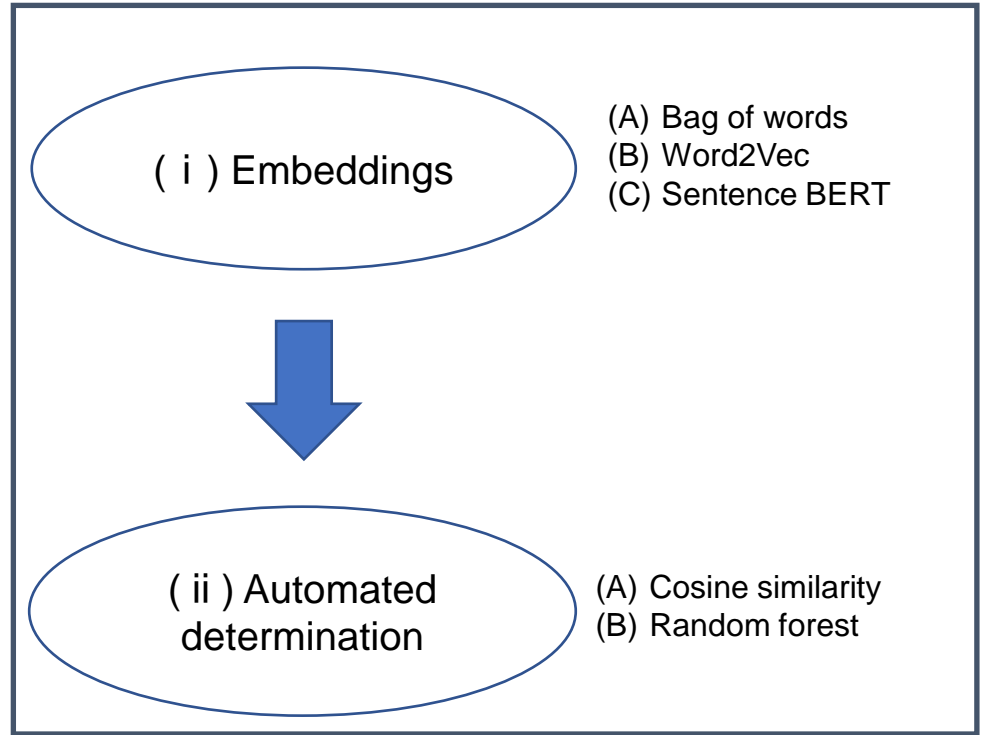 ( i ) Embeddings
(A) Bag of words
(B) Word2Vec
(C) Sentence BERT
( ii ) Automated
determination
(A) Cosine similarity
(B) Random forest